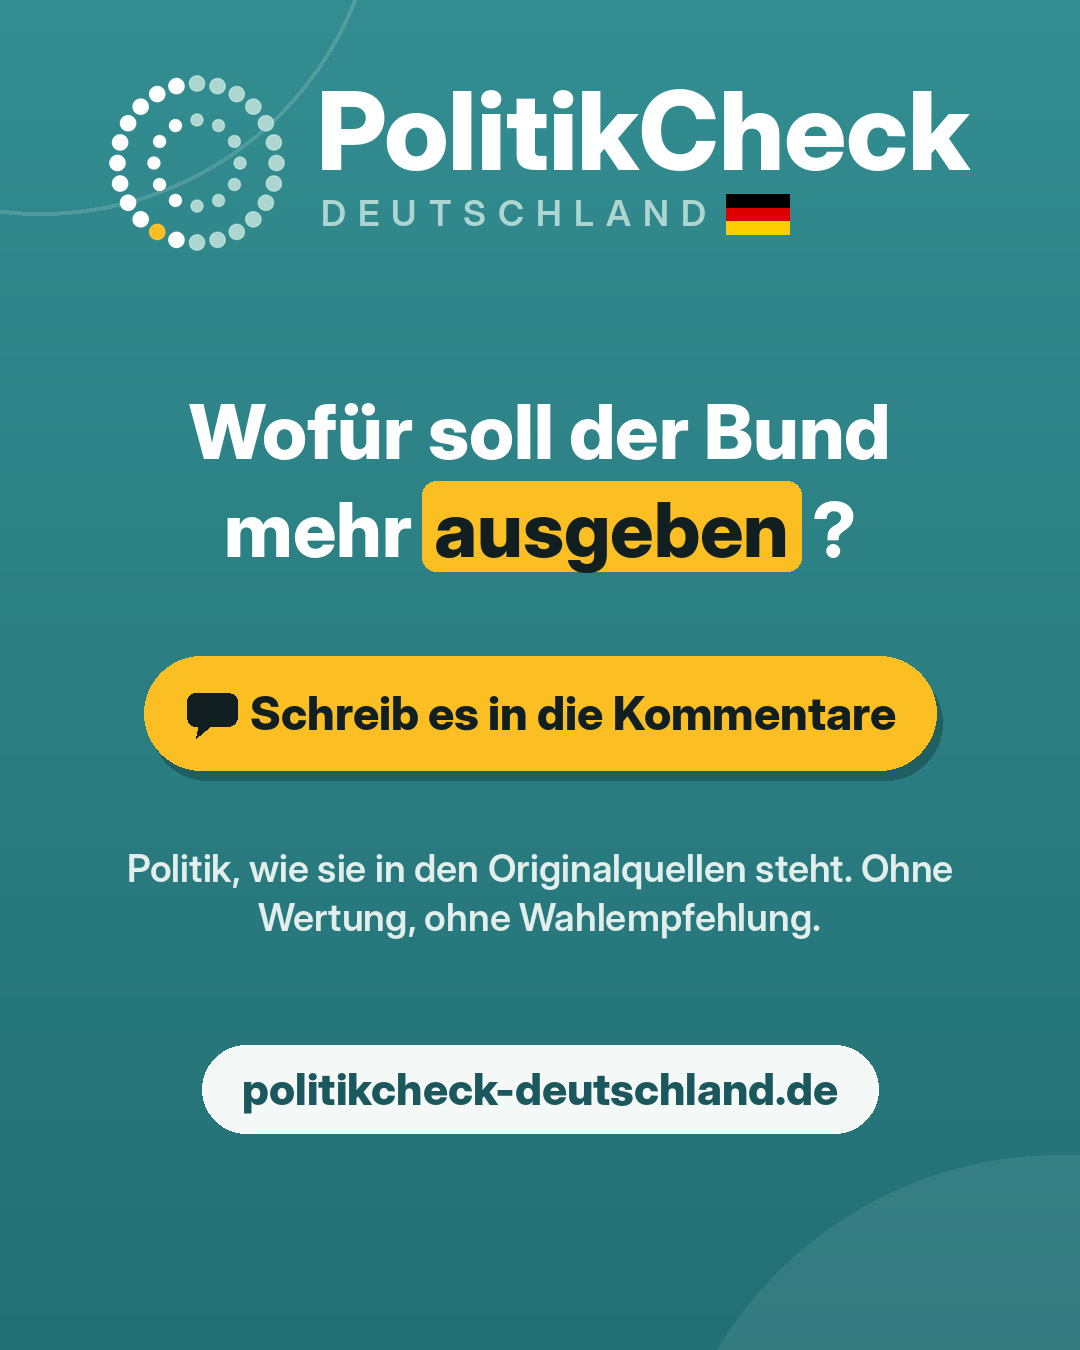 PolitikCheck
DEUTSCHLAND
Wofür soll der Bund
mehr ausgeben ?
Schreib es in die Kommentare
Politik, wie sie in den Originalquellen steht. Ohne
Wertung, ohne Wahlempfehlung.
politikcheck-deutschland.de